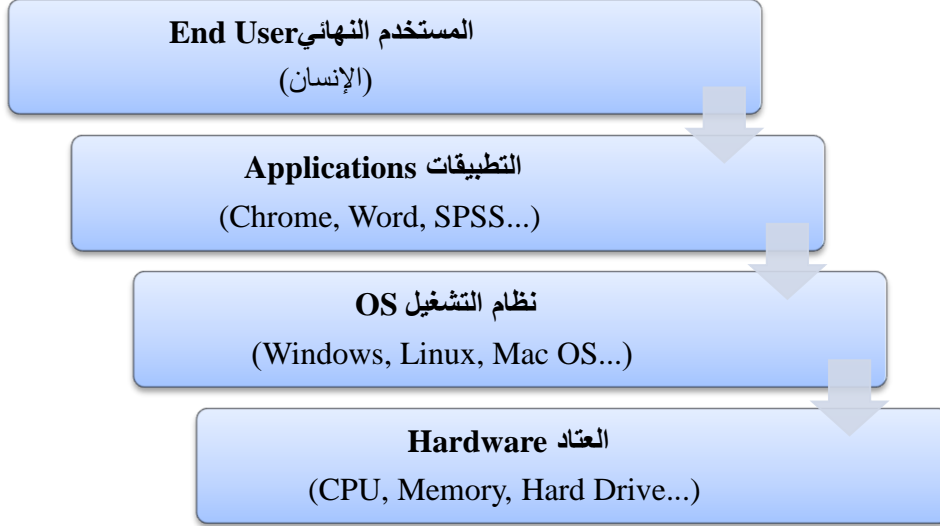 المستخدم النهائيEnd User
(الإنسان)
التطبيقات Applications
(Chrome, Word, SPSS...)
نظام التشغيل OS
(Windows, Linux, Mac OS...)
العتاد Hardware
(CPU, Memory, Hard Drive...)